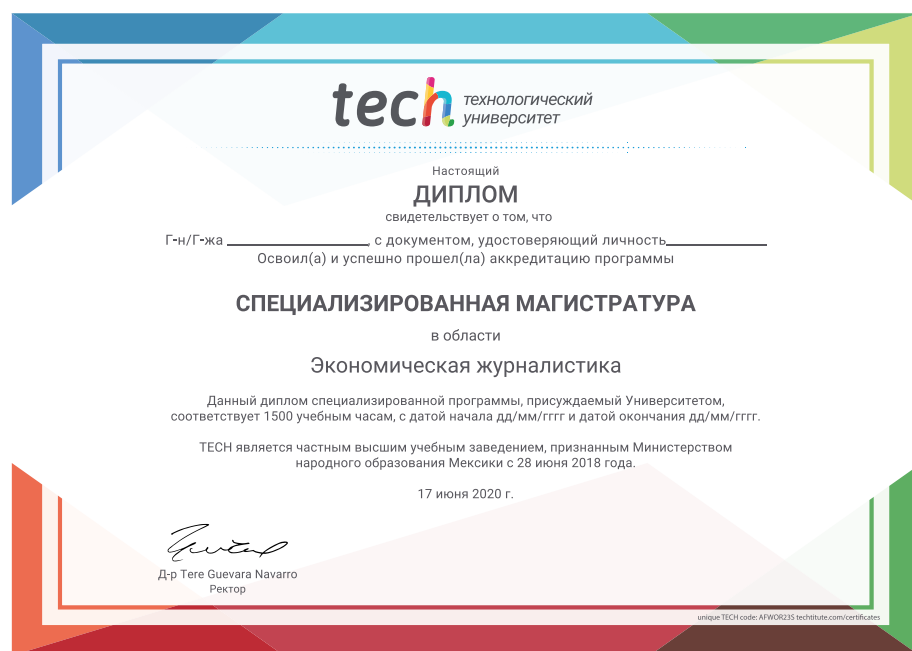 tech технологический
университет
Настоящий
ДИПЛОМ
свидетельствует о том, что
Г-н/Г-жа ____________________, с документом, удостоверяющий личность______________
Освоил(а) и успешно прошел(ла) аккредитацию программы
СПЕЦИАЛИЗИРОВАННАЯ МАГИСТРАТУРА
в области
Экономическая журналистика
Данный диплом специализированной программы, присуждаемый Университетом,
соответствует 1500 учебным часам, с датой начала дд/мм/гггг и датой окончания дд/мм/гггг.
TECH является частным высшим учебным заведением, признанным Министерством
народного образования Мексики с 28 июня 2018 года.
17 июня 2020 г.
Д-р Tere Guevara Navarro
Ректор
unique TECH code: AFWOR23S techtitute.com/certificates